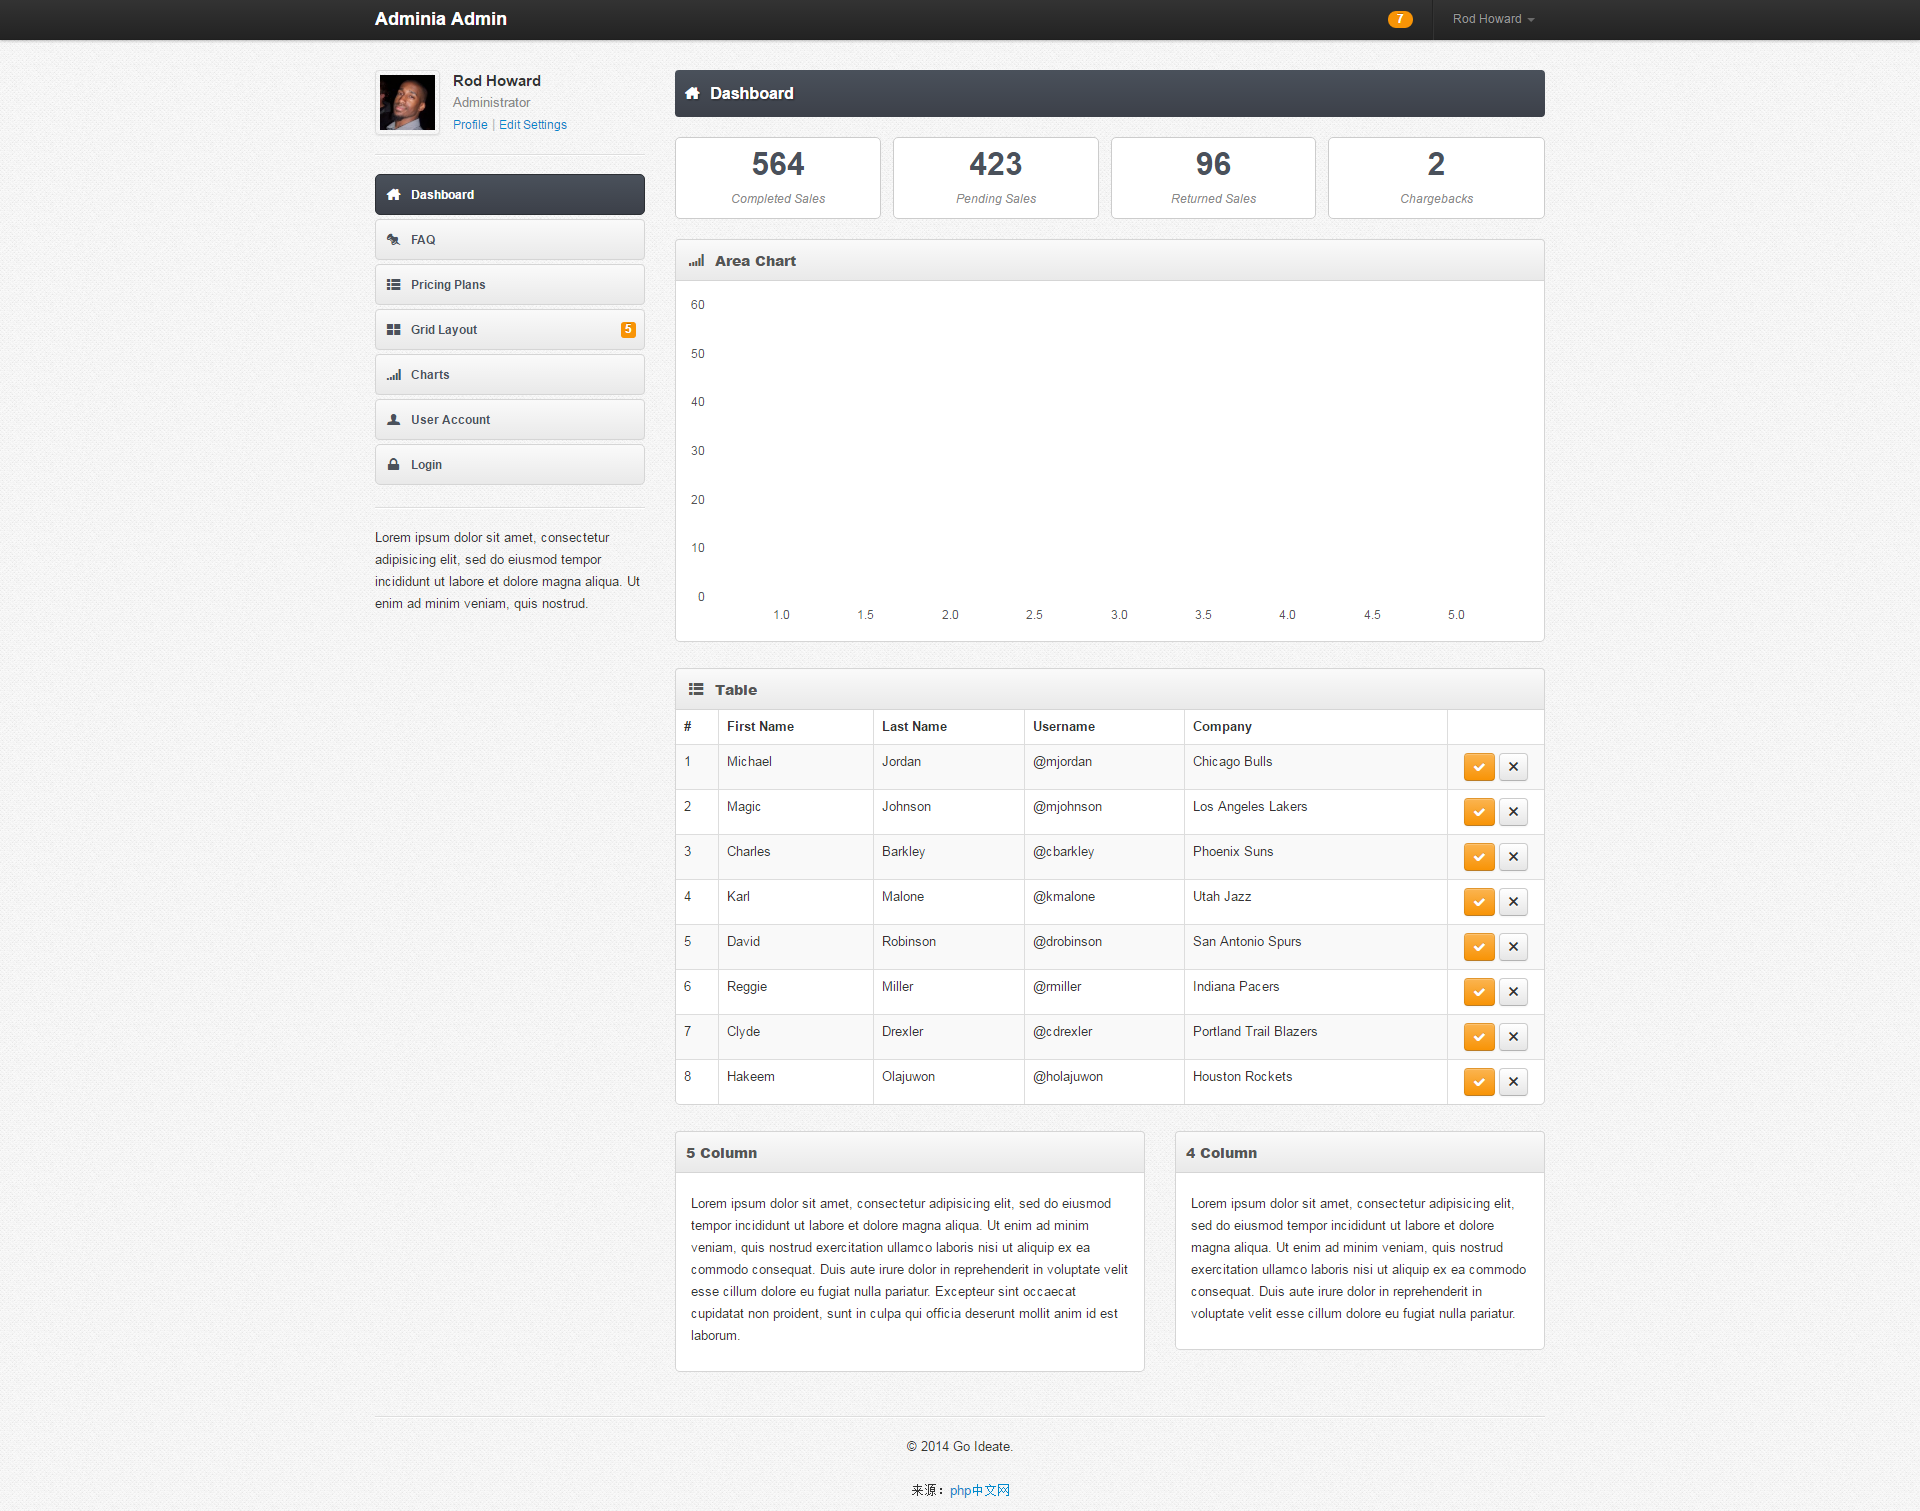 Adminia Admin
7
Rod Howard
Rod Howard
Administrator
Profile | Edit Settings
Dashboard
FAQ
Pricing Plans
Grid Layout 5
Charts
User Account
Login
Lorem ipsum dolor sit amet, consectetur
adipisicing elit, sed do eiusmod tempor
incididunt ut labore et dolore magna aliqua. Ut
enim ad minim veniam, quis nostrud.
Dashboard
564
Completed Sales
423
Pending Sales
96
Returned Sales
2
Chargebacks
Area Chart
60
50
40
30
20
10
0
1.0 1.5 2.0 2.5 3.0 3.5 4.0 4.5 5.0
Table
# First Name Last Name Username Company
1 Michael Jordan @mjordan Chicago Bulls
2 Magic Johnson @mjohnson Los Angeles Lakers
3 Charles Barkley @cbarkley Phoenix Suns
4 Karl Malone @kmalone Utah Jazz
5 David Robinson @drobinson San Antonio Spurs
6 Reggie Miller @rmiller Indiana Pacers
7 Clyde Drexler @cdrexler Portland Trail Blazers
8 Hakeem Olajuwon @holajuwon Houston Rockets
5 Column
Lorem ipsum dolor sit amet, consectetur adipisicing elit, sed do eiusmod
tempor incididunt ut labore et dolore magna aliqua. Ut enim ad minim
veniam, quis nostrud exercitation ullamco laboris nisi ut aliquip ex ea
commodo consequat. Duis aute irure dolor in reprehenderit in voluptate velit
esse cillum dolore eu fugiat nulla pariatur. Excepteur sint occaecat
cupidatat non proident, sunt in culpa qui officia deserunt mollit anim id est
laborum.
4 Column
Lorem ipsum dolor sit amet, consectetur adipisicing elit,
sed do eiusmod tempor incididunt ut labore et dolore
magna aliqua. Ut enim ad minim veniam, quis nostrud
exercitation ullamco laboris nisi ut aliquip ex ea commodo
consequat. Duis aute irure dolor in reprehenderit in
voluptate velit esse cillum dolore eu fugiat nulla pariatur.
© 2014 Go Ideate.
来源：php中文网